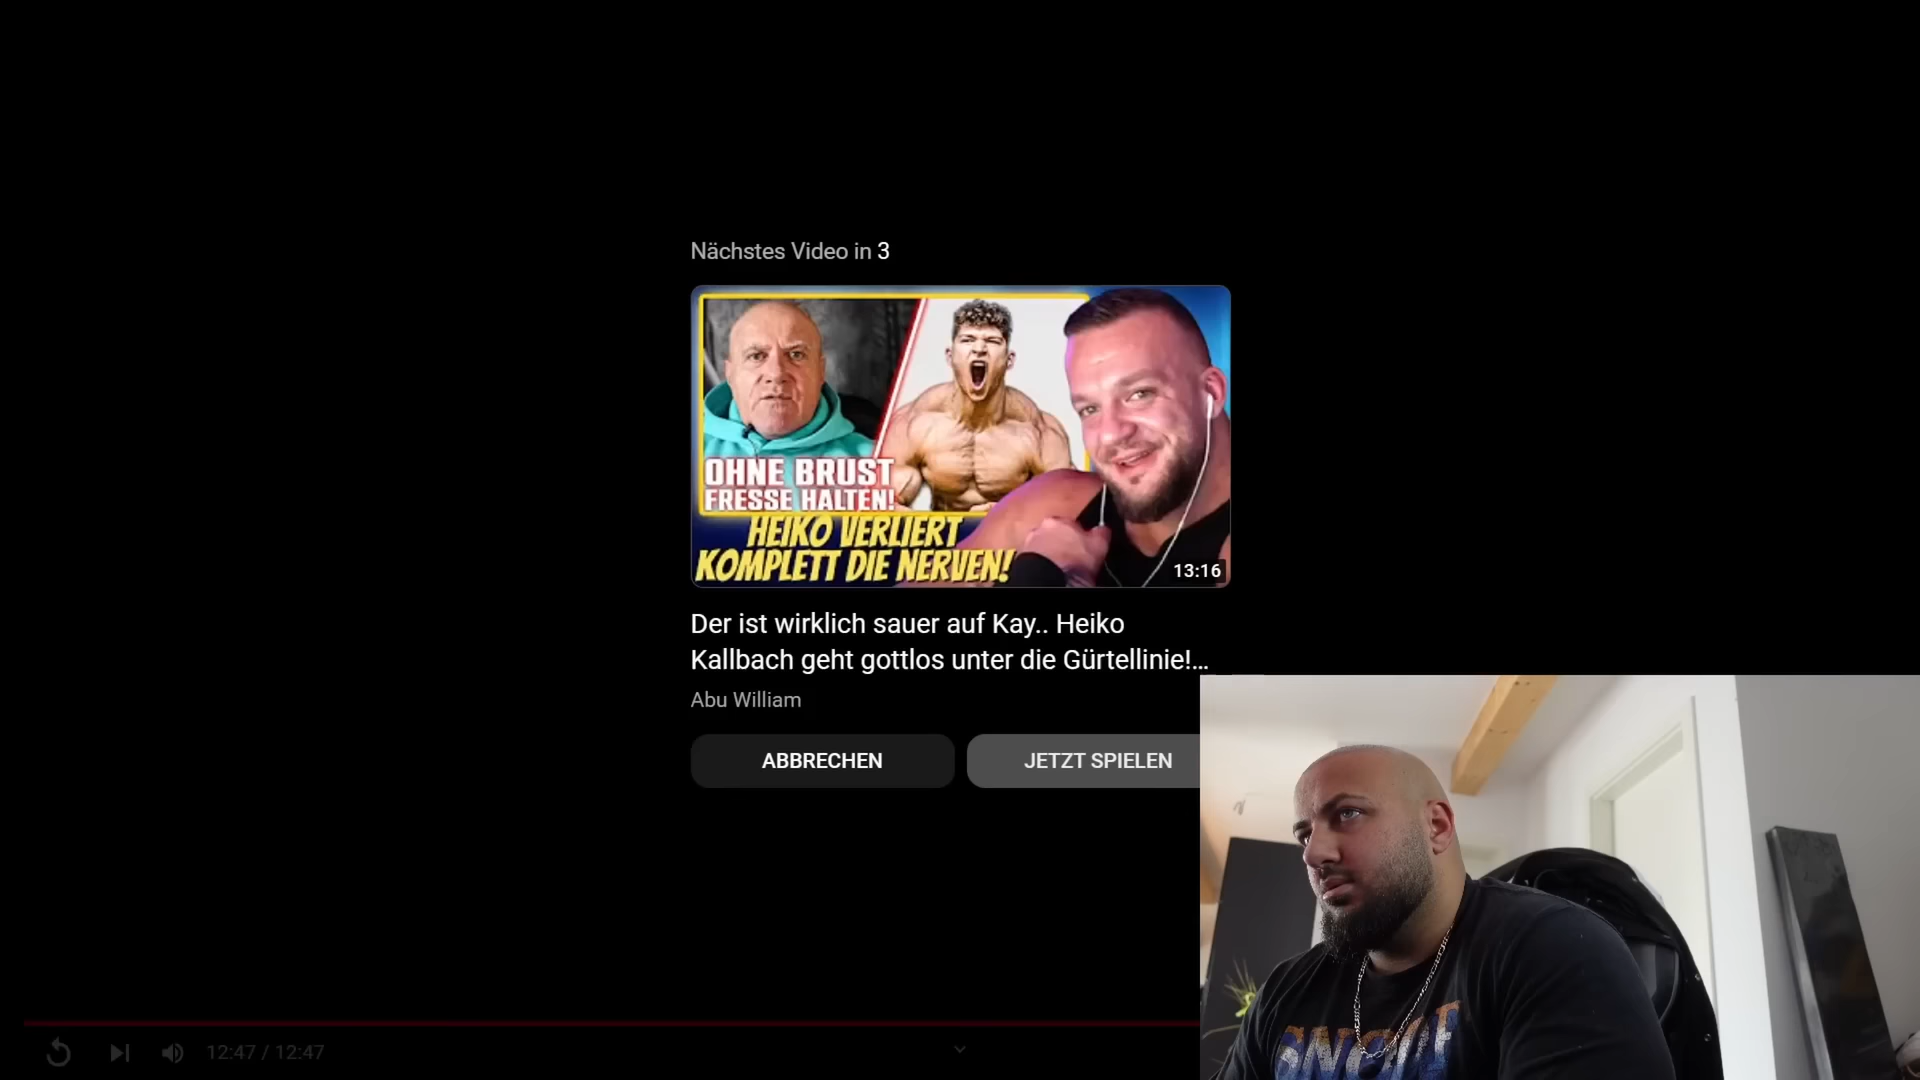 Nächstes Video in 3
OHNE BRUST
FRESSE HALTEN!
HEIKO VERLIERT
KOMPLETT DIE NERVEN!
13:16
Der ist wirklich sauer auf Kay.. Heiko
Kallbach geht gottlos unter die Gürtellinie!...
Abu William
ABBRECHEN
JETZT SPIELEN
12:47 / 12:47